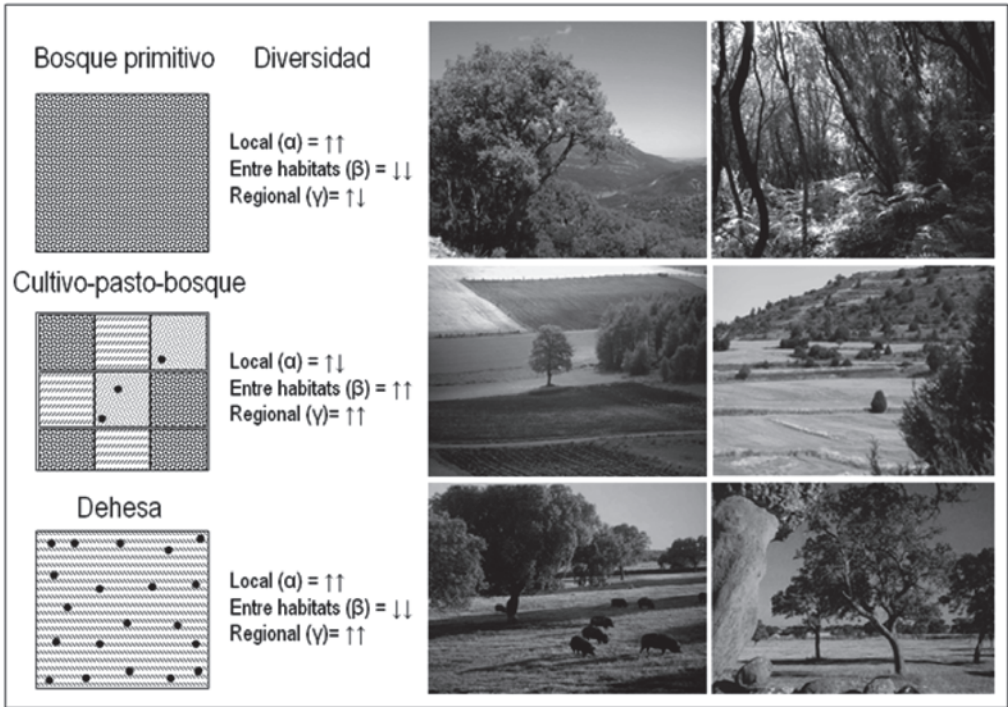 Bosque primitivo
Diversidad
Local (α) = ↑↑
Entre habitats (β) = ↓↓
Regional (γ)= ↑↓
Cultivo-pasto-bosque
Local (α) = ↑↓
Entre habitats (β) = ↑↑
Regional (γ)= ↑↑
Dehesa
Local (α) = ↑↑
Entre habitats (β) = ↓↓
Regional (γ)= ↑↑